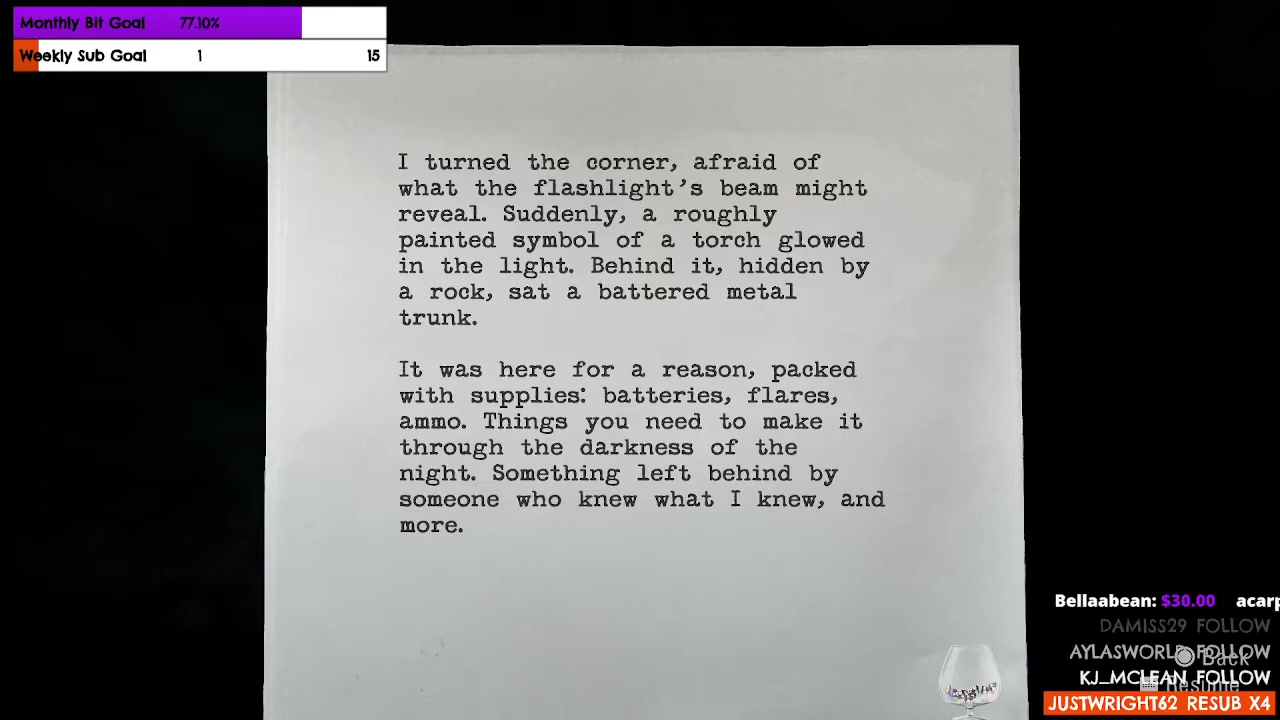 Monthly Bit Goal 77.10%
Weekly Sub Goal 1 15
I turned the corner, afraid of
what the flashlight's beam might
reveal. Suddenly, a roughly
painted symbol of a torch glowed
in the light. Behind it, hidden by
a rock, sat a battered metal
trunk.
It was here for a reason, packed
with supplies: batteries, flares,
ammo. Things you need to make it
through the darkness of the
night. Something left behind by
someone who knew what I knew, and
more.
Bellaabean: $30.00 acarp
DAMISS29 FOLLOW
AYLASWORLD FOLLOW
Back
KJ_MCLEAN FOLLOW
Resume
JUSTWRIGHT62 RESUB X4